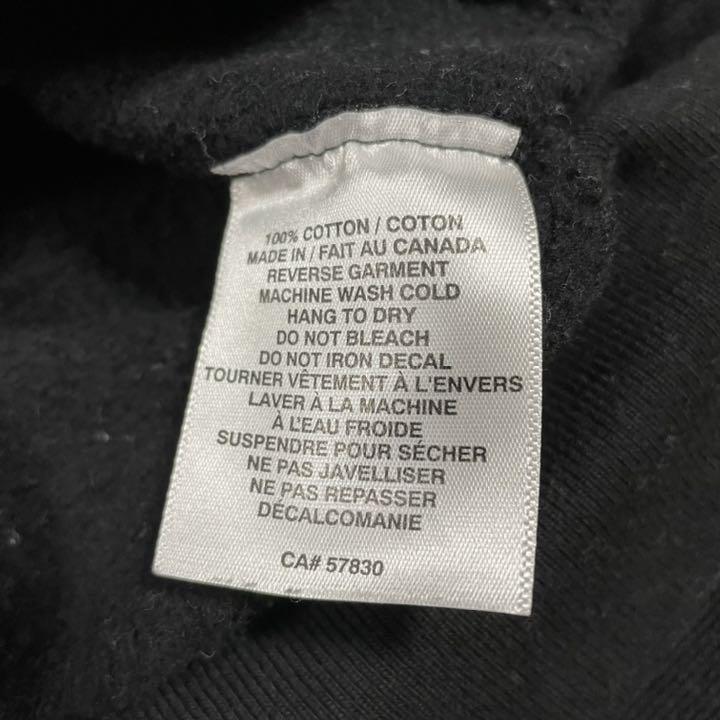 100% COTTON / COTON
MADE IN / FAIT AU CANADA
REVERSE GARMENT
MACHINE WASH COLD
HANG TO DRY
DO NOT BLEACH
DO NOT IRON DECAL
TOURNER VÊTEMENT À L'ENVERS
LAVER À LA MACHINE
À L'EAU FROIDE
SUSPENDRE POUR SÉCHER
NE PAS JAVELLISER
NE PAS REPASSER
DÉCALCOMANIE
CA# 57830